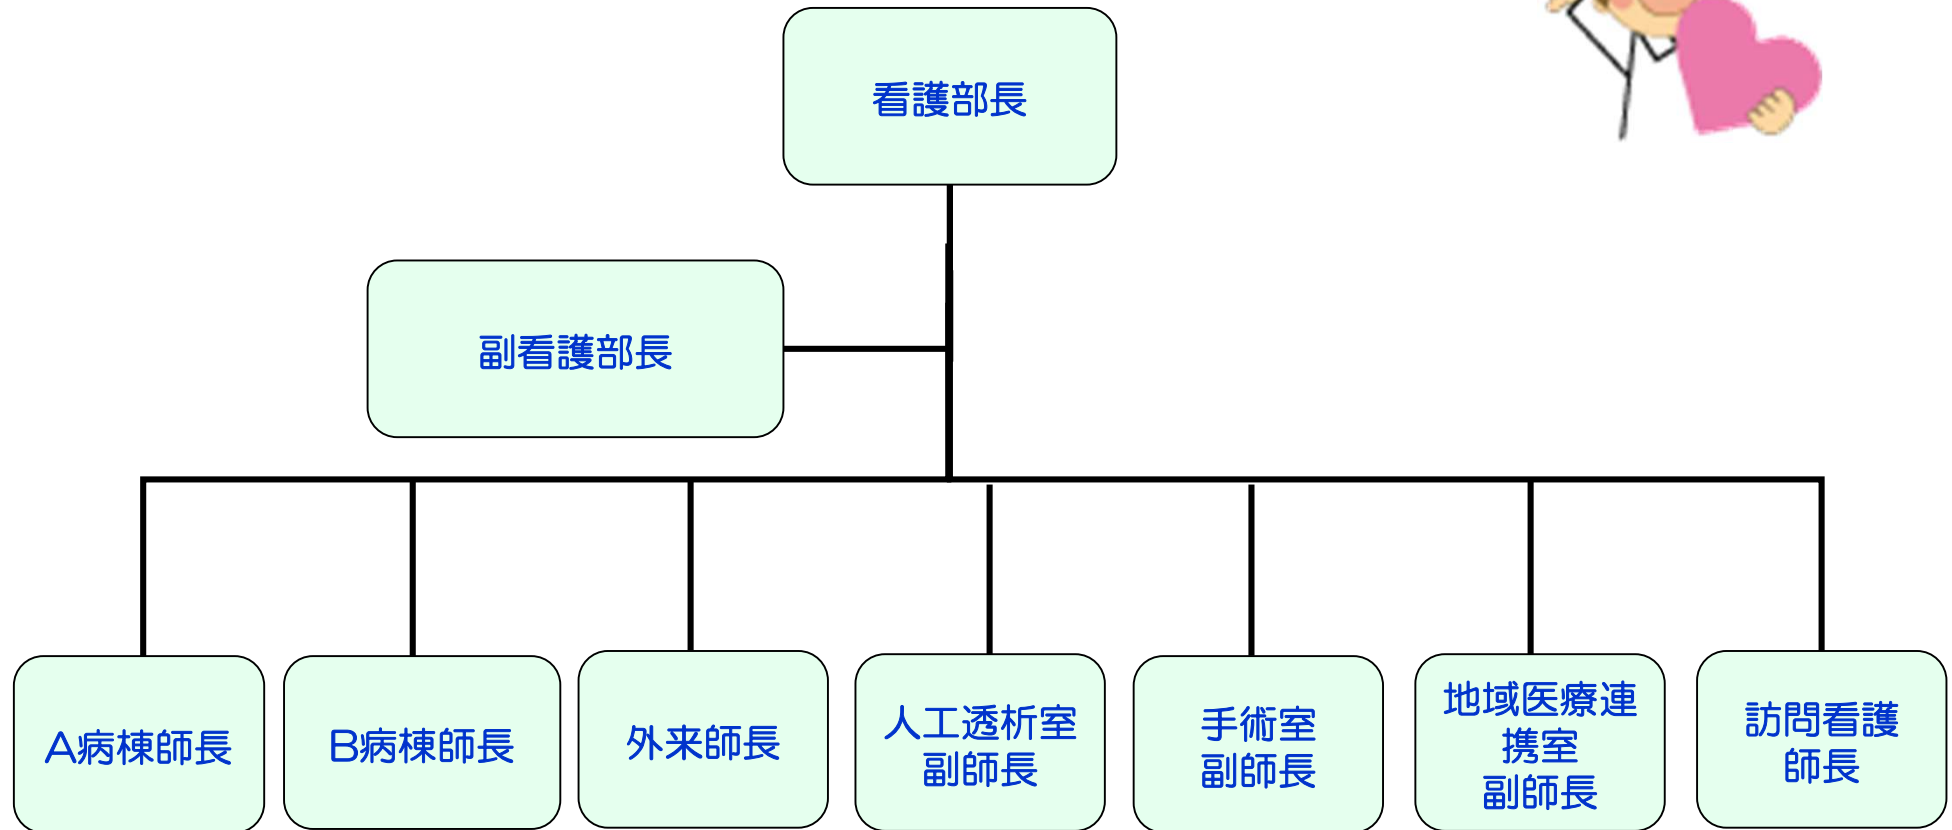 看護部長
副看護部長
A病棟師長
B病棟師長
外来師長
人工透析室
副師長
手術室
副師長
地域医療連
携室
副師長
訪問看護
師長